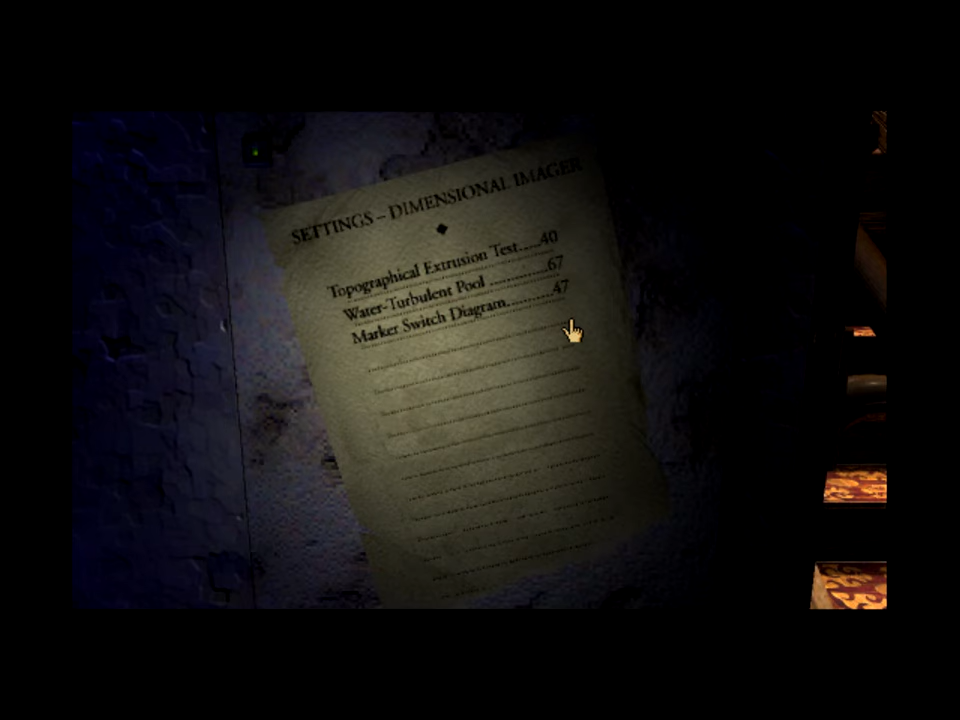 SETTINGS – DIMENSIONAL IMAGER
Topographical Extrusion Test.....40
Water-Turbulent Pool ..............67
Marker Switch Diagram...........47